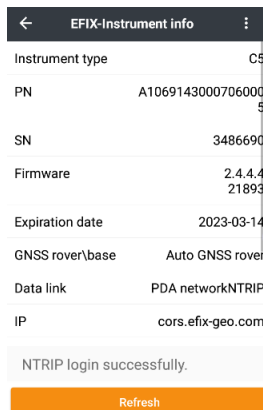 EFIX-Instrument info
Instrument type C5
PN A1069143000706000
5
SN 3486690
Firmware 2.4.4.4
21893
Expiration date 2023-03-14
GNSS rover\base Auto GNSS rover
Data link PDA networkNTRIP
IP cors.efix-geo.com
NTRIP login successfully.
Refresh